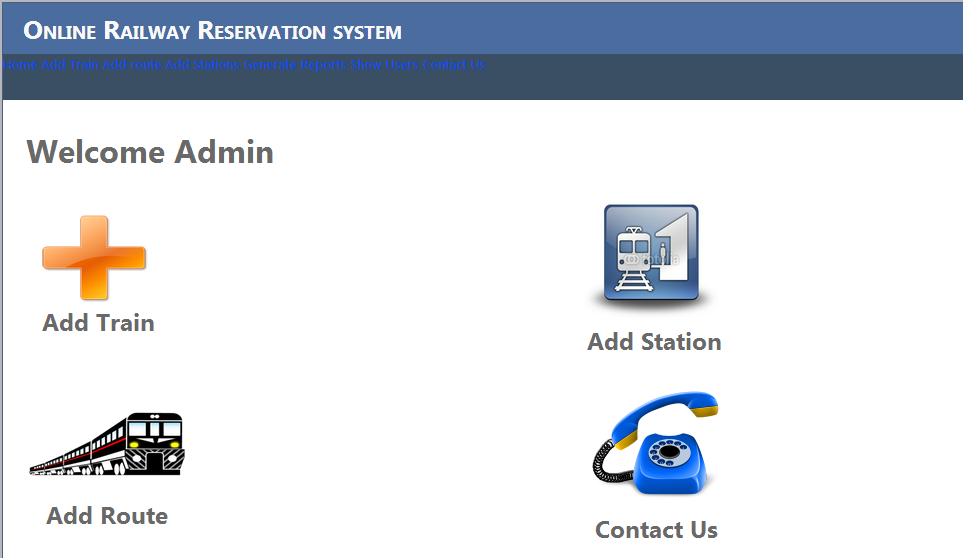 Online Railway Reservation system
Home Add Train Add route Add Stations Generate Reports Show Users Contact Us
Welcome Admin
Add Train
Add Station
Add Route
Contact Us